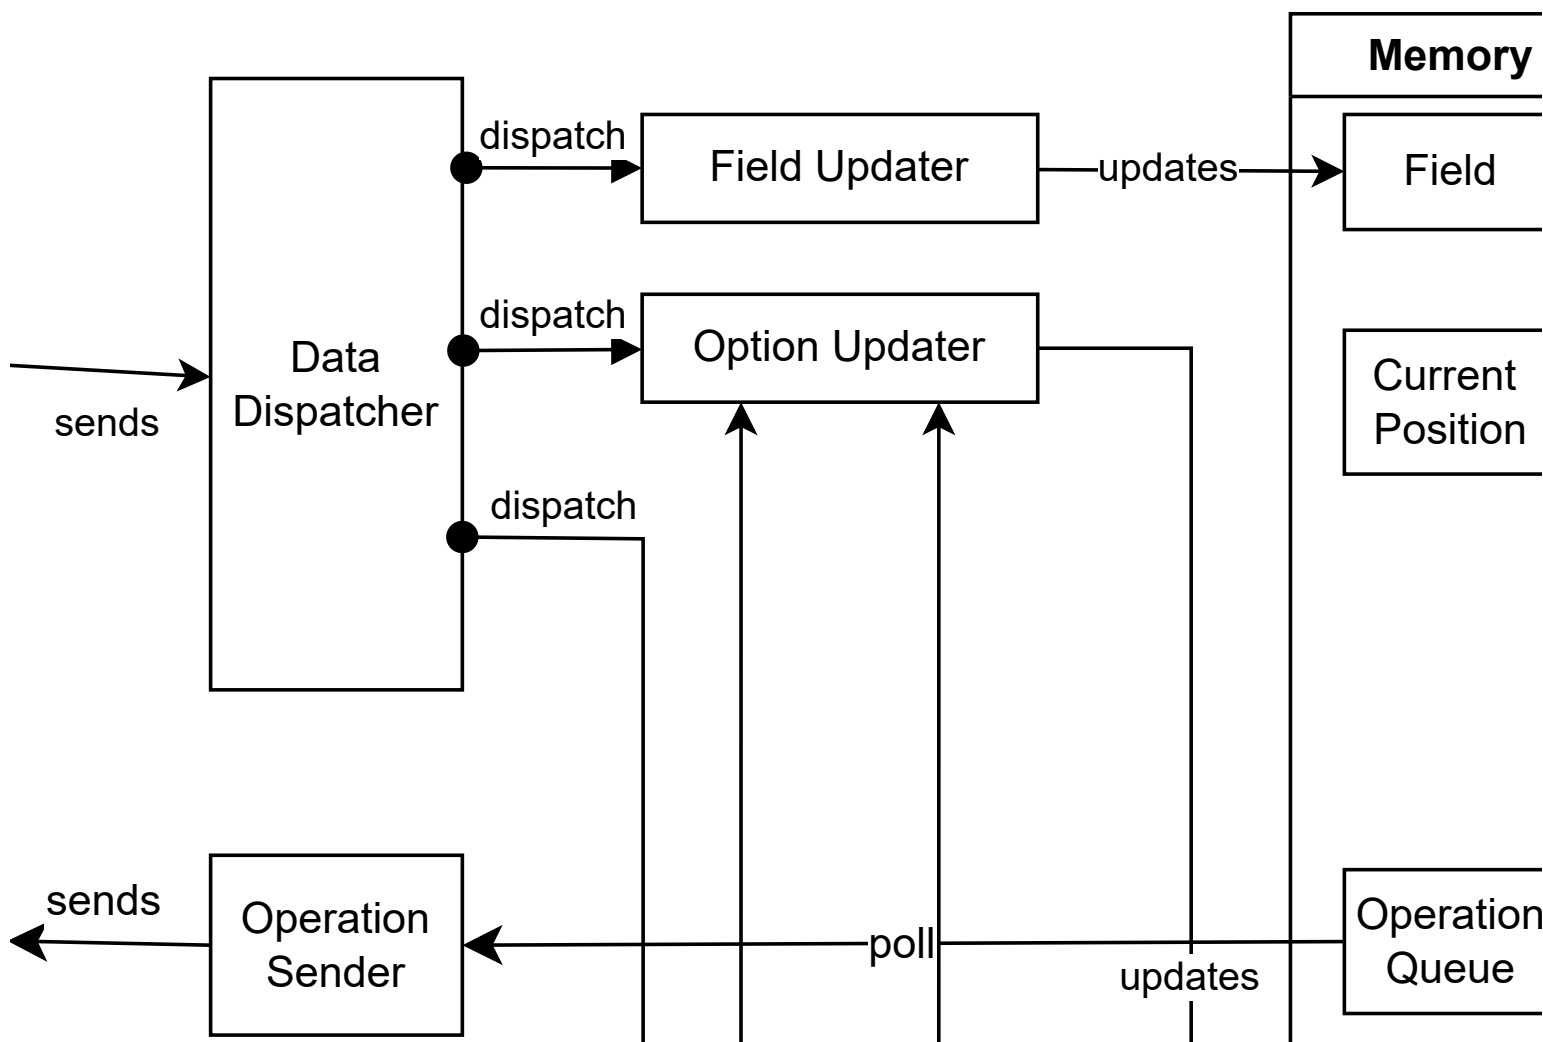 Memory
dispatch
Field Updater
updates
Field
dispatch
Option Updater
Data
Dispatcher
sends
Current
Position
dispatch
sends
Operation
Sender
poll
updates
Operation
Queue